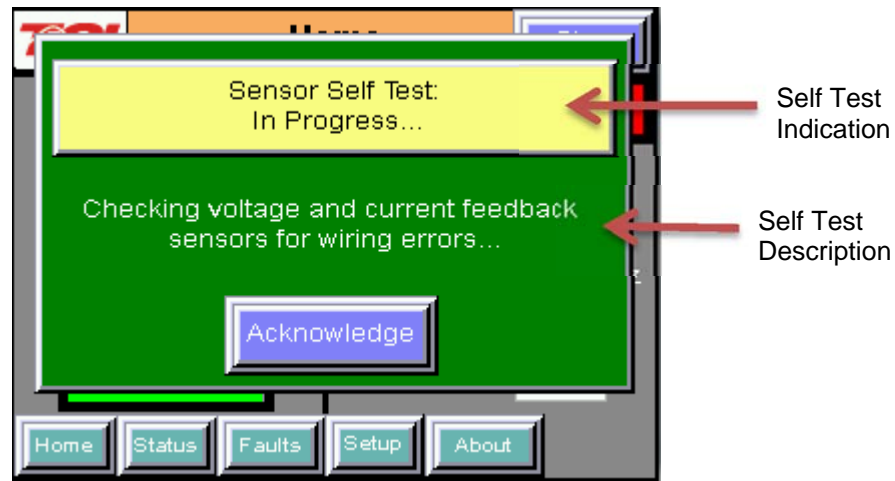 Sensor Self Test:
In Progress...
Self Test
Indication
Checking voltage and current feedback
sensors for wiring errors...
Self Test
Description
Acknowledge
Home
Status
Faults
Setup
About